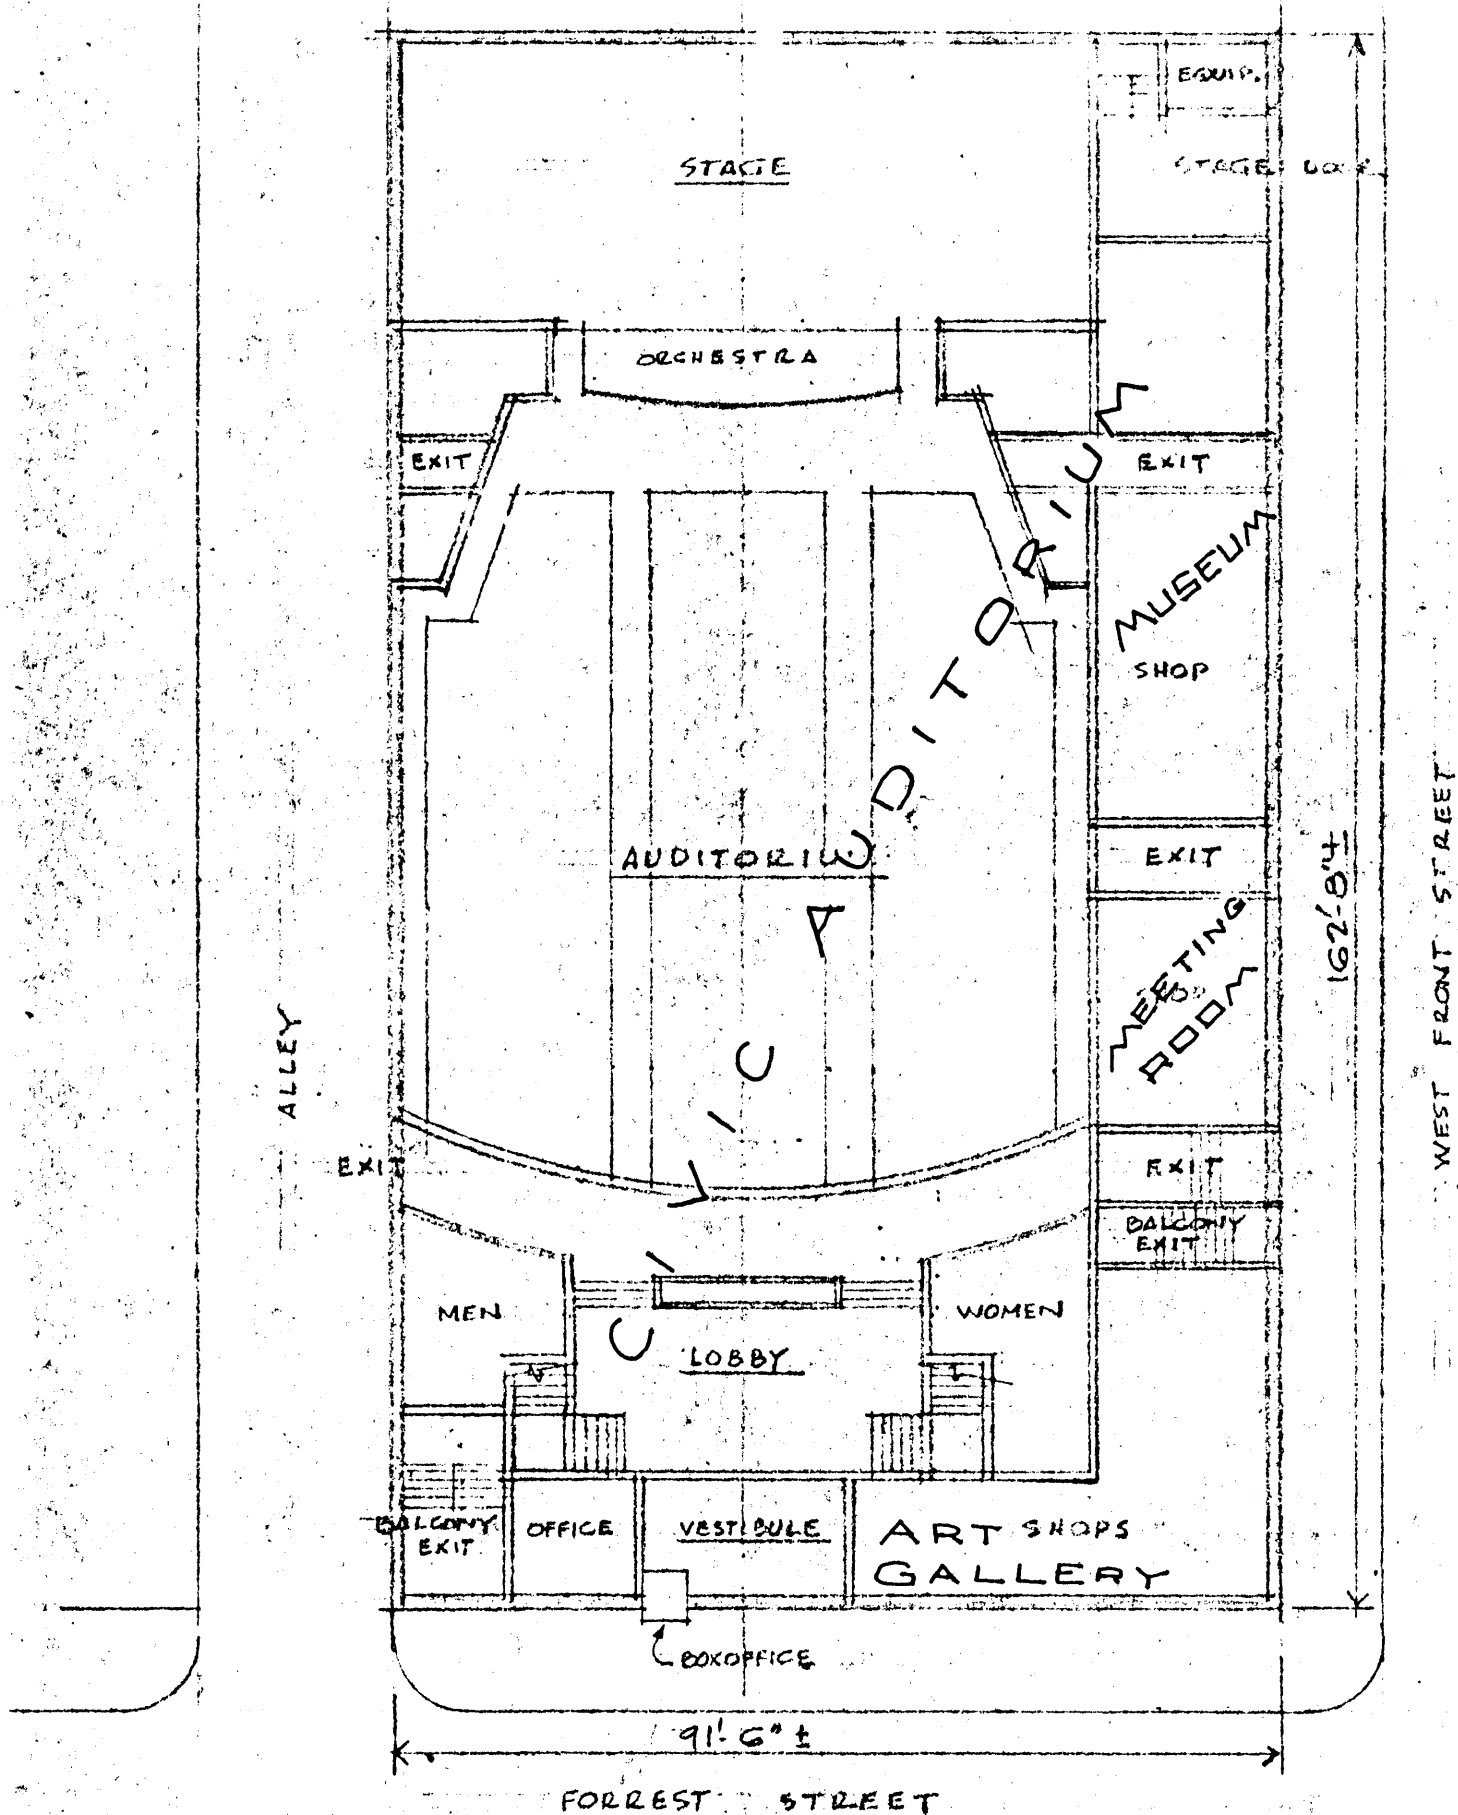 EQUIP.
STAGE
STAGE DOOR
ORCHESTRA
EXIT
EXIT
MUSEUM
SHOP
CIVIC AUDITORIUM
AUDITORIUM
EXIT
162'-8"±
WEST FRONT STREET
MEETING
ROOM
ALLEY
EXIT
EXIT
BALCONY
EXIT
MEN
WOMEN
LOBBY
BALCONY
EXIT
OFFICE
VESTIBULE
ART SHOPS
GALLERY
BOXOFFICE
91'-6"±
FORREST STREET